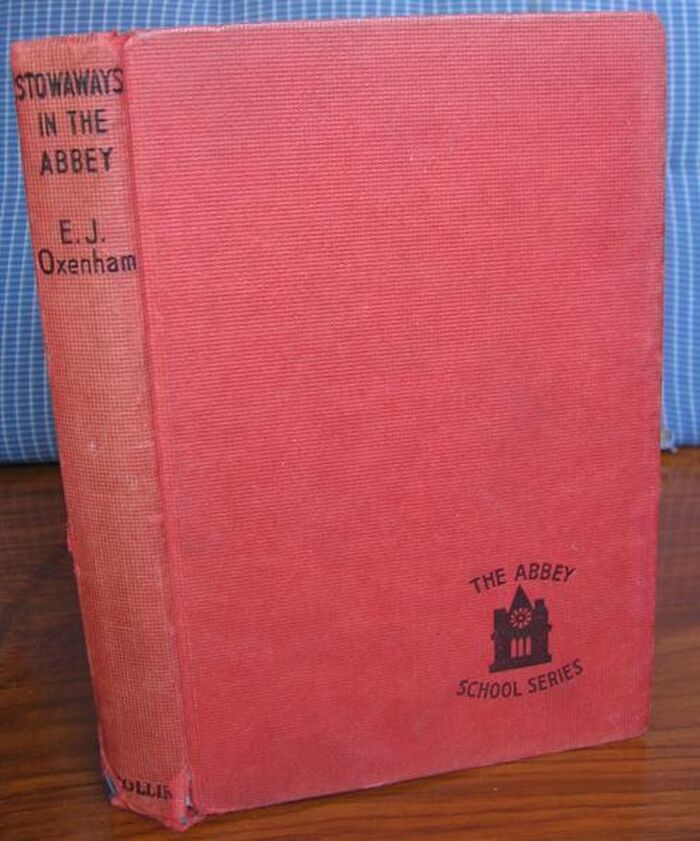 STOWAWAYS
IN THE
ABBEY
E.J.
Oxenham
THE ABBEY
SCHOOL SERIES